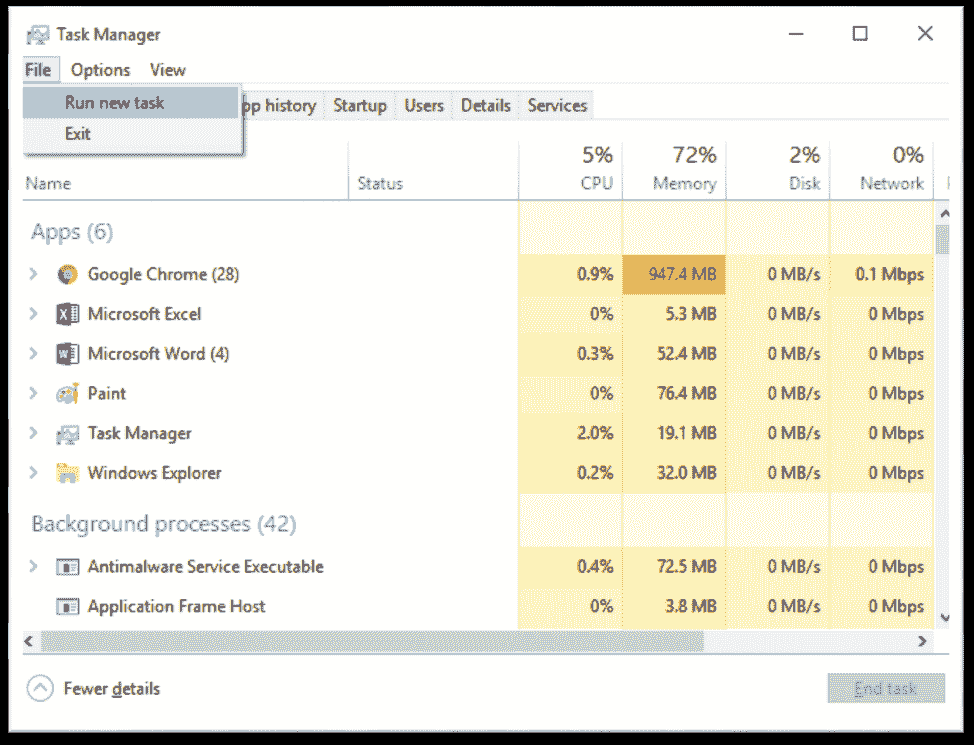 Task Manager
File Options View
Run new task
Exit
pp history Startup Users Details Services
5% 72% 2% 0%
Name Status CPU Memory Disk Network
Apps (6)
Google Chrome (28) 0.9% 947.4 MB 0 MB/s 0.1 Mbps
Microsoft Excel 0% 5.3 MB 0 MB/s 0 Mbps
Microsoft Word (4) 0.3% 52.4 MB 0 MB/s 0 Mbps
Paint 0% 76.4 MB 0 MB/s 0 Mbps
Task Manager 2.0% 19.1 MB 0 MB/s 0 Mbps
Windows Explorer 0.2% 32.0 MB 0 MB/s 0 Mbps
Background processes (42)
Antimalware Service Executable 0.4% 72.5 MB 0 MB/s 0 Mbps
Application Frame Host 0% 3.8 MB 0 MB/s 0 Mbps
Fewer details End task